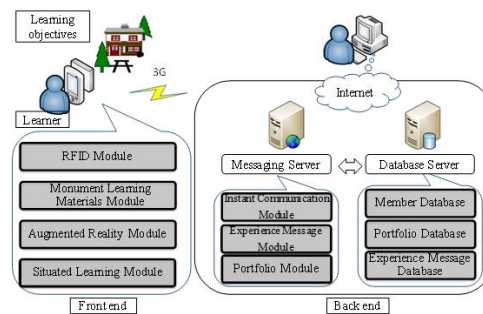 Learning
objectives
3G
Learner
Internet
RFID Module
Monument Learning
Materials Module
Augmented Reality Module
Situated Learning Module
Frontend
Messaging Server
Database Server
Instant Communication
Module
Experience Message
Module
Portfolio Module
Member Database
Portfolio Database
Experience Message
Database
Back end